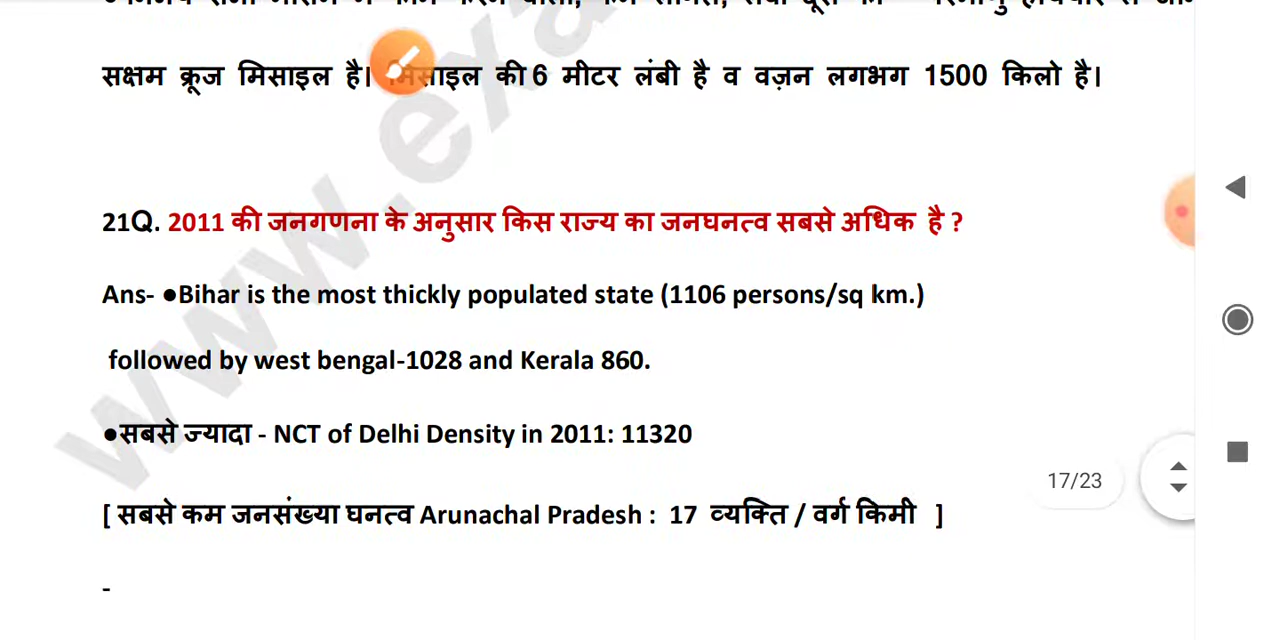 सक्षम क्रूज मिसाइल है। मिसाइल की 6 मीटर लंबी है व वज़न लगभग 1500 किलो है।
21Q. 2011 की जनगणना के अनुसार किस राज्य का जनघनत्व सबसे अधिक है ?
Ans- ●Bihar is the most thickly populated state (1106 persons/sq km.)
followed by west bengal-1028 and Kerala 860.
●सबसे ज्यादा - NCT of Delhi Density in 2011: 11320
17/23
[ सबसे कम जनसंख्या घनत्व Arunachal Pradesh : 17 व्यक्ति / वर्ग किमी ]
-
www.exa